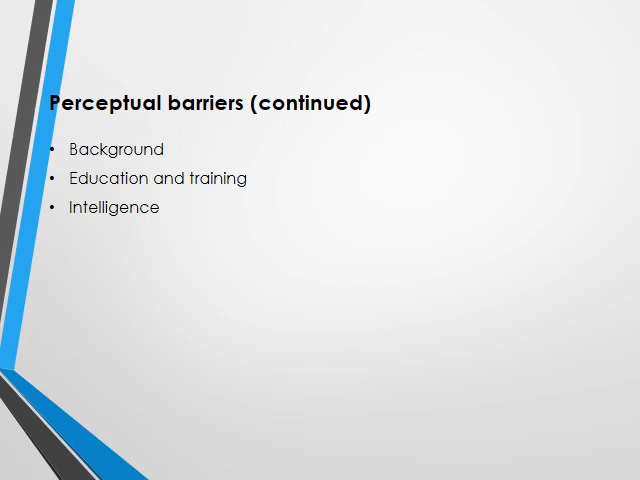 Perceptual barriers (continued)
• Background
• Education and training
• Intelligence